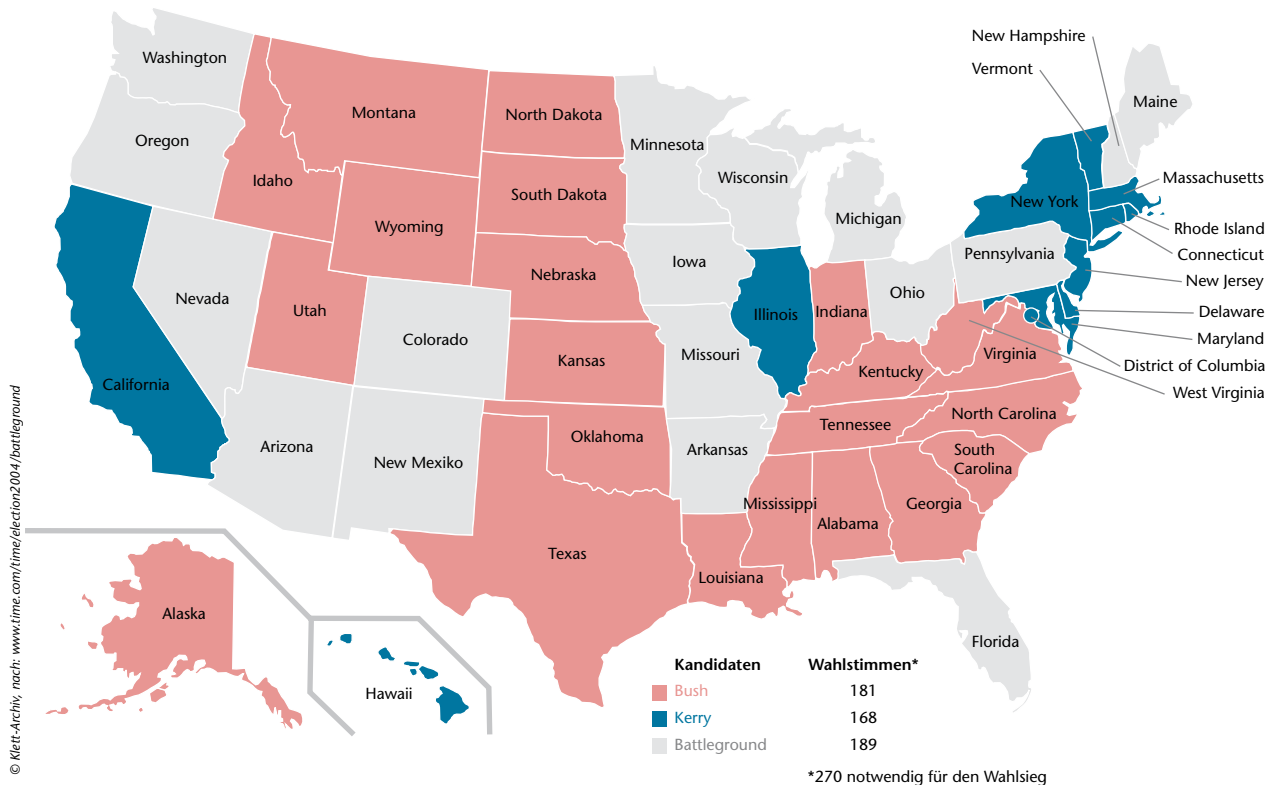 New Hampshire
Vermont
Washington
Maine
Montana
North Dakota
Oregon
Minnesota
Wisconsin
Idaho
South Dakota
Massachusetts
New York
Michigan
Wyoming
Rhode Island
Connecticut
Pennsylvania
Iowa
Nebraska
New Jersey
Nevada
Ohio
Utah
Illinois
Indiana
Delaware
Colorado
Maryland
Missouri
Virginia
Kansas
District of Columbia
Kentucky
California
West Virginia
North Carolina
Tennessee
Oklahoma
Arizona
Arkansas
South
Carolina
New Mexiko
Mississippi
Georgia
Alabama
Texas
Louisiana
Alaska
Florida
Hawaii
Kandidaten Wahlstimmen*
Bush 181
Kerry 168
Battleground 189
*270 notwendig für den Wahlsieg
© Klett-Archiv, nach: www.time.com/time/election2004/battleground